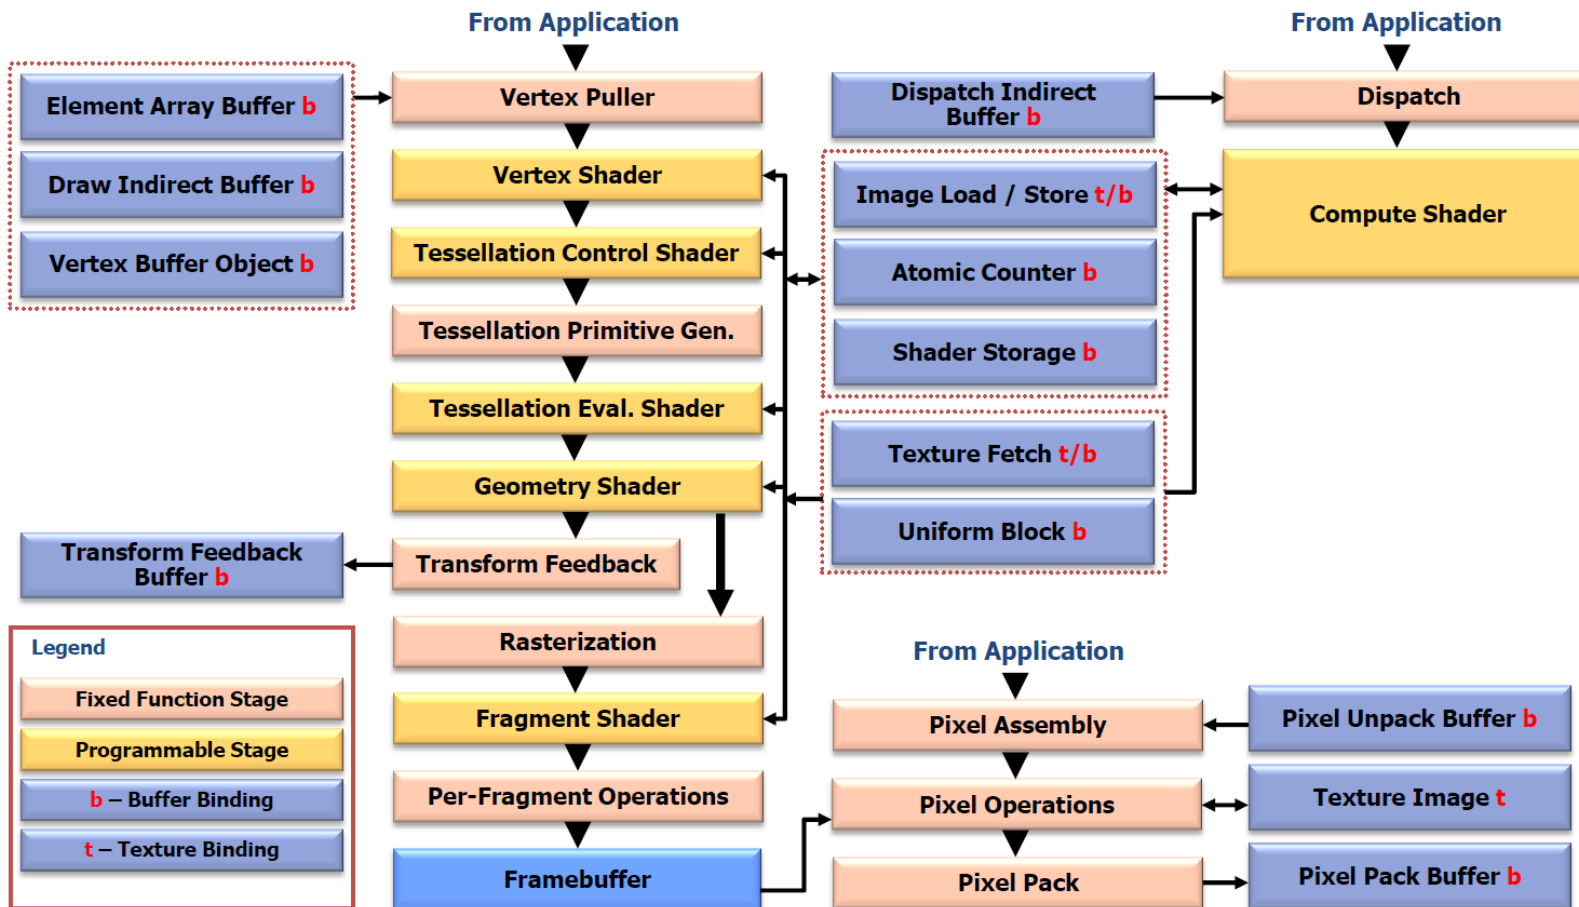 From Application
From Application
Element Array Buffer b
Vertex Puller
Dispatch Indirect
Buffer b
Dispatch
Draw Indirect Buffer b
Vertex Shader
Image Load / Store t/b
Compute Shader
Vertex Buffer Object b
Tessellation Control Shader
Atomic Counter b
Tessellation Primitive Gen.
Shader Storage b
Tessellation Eval. Shader
Texture Fetch t/b
Geometry Shader
Uniform Block b
Transform Feedback
Buffer b
Transform Feedback
Rasterization
From Application
Legend
Fixed Function Stage
Programmable Stage
b – Buffer Binding
t – Texture Binding
Fragment Shader
Pixel Assembly
Pixel Unpack Buffer b
Per-Fragment Operations
Pixel Operations
Texture Image t
Framebuffer
Pixel Pack
Pixel Pack Buffer b